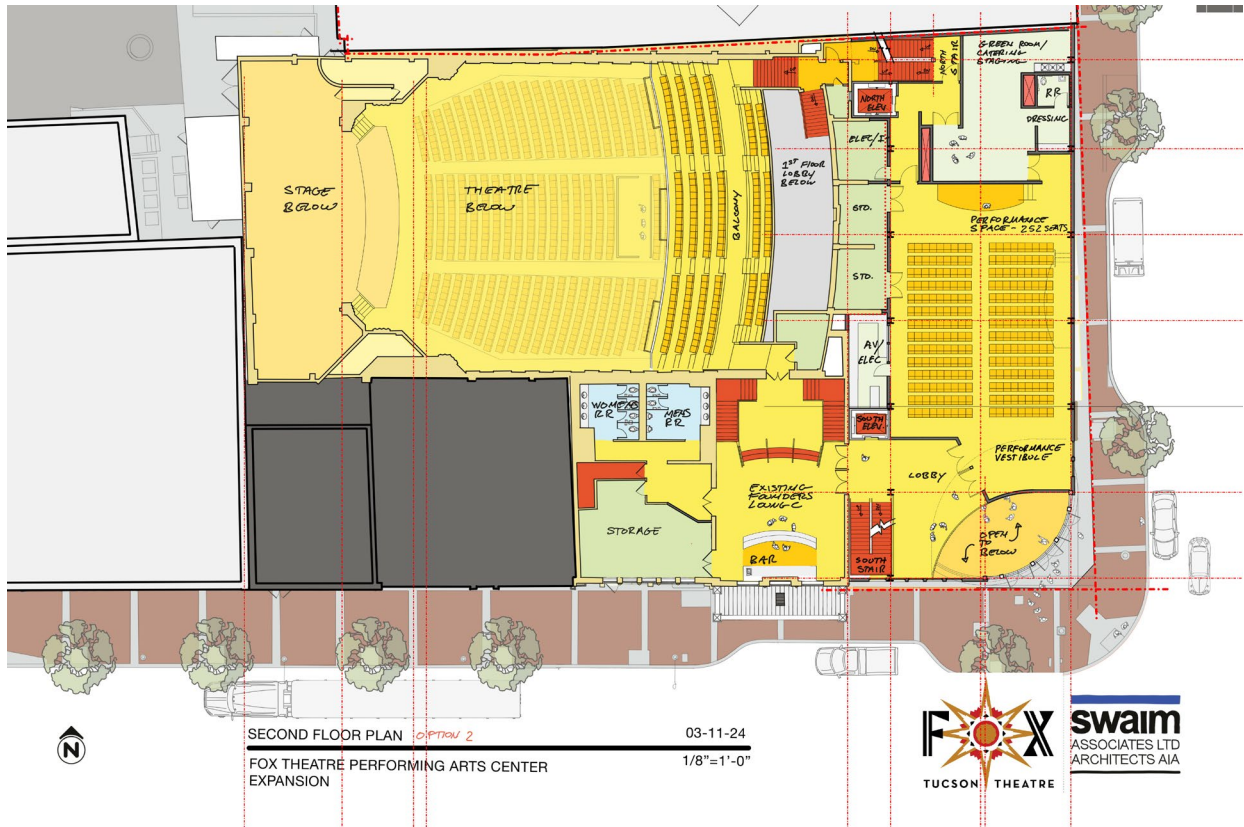 GREEN ROOM/
CATERING
STAGING
NORTH
STAIR
NORTH
ELEV.
RR
DRESSING
STAGE
BELOW
THEATRE
BELOW
BALCONY
1ST FLOOR
LOBBY
BELOW
STO.
STO.
PERFORMANCE
SPACE - 252 SEATS
AV/
ELEC
SOUTH
ELEV.
WOMENS
RR
MENS
RR
LOBBY
PERFORMANCE
VESTIBULE
EXISTING
FOUNDERS
LOUNGE
STORAGE
BAR
SOUTH
STAIR
OPEN
TO
BELOW
SECOND FLOOR PLAN OPTION 2
03-11-24
FOX THEATRE PERFORMING ARTS CENTER
EXPANSION
1/8"=1'-0"
N
FOX
TUCSON THEATRE
swaim
ASSOCIATES LTD
ARCHITECTS AIA